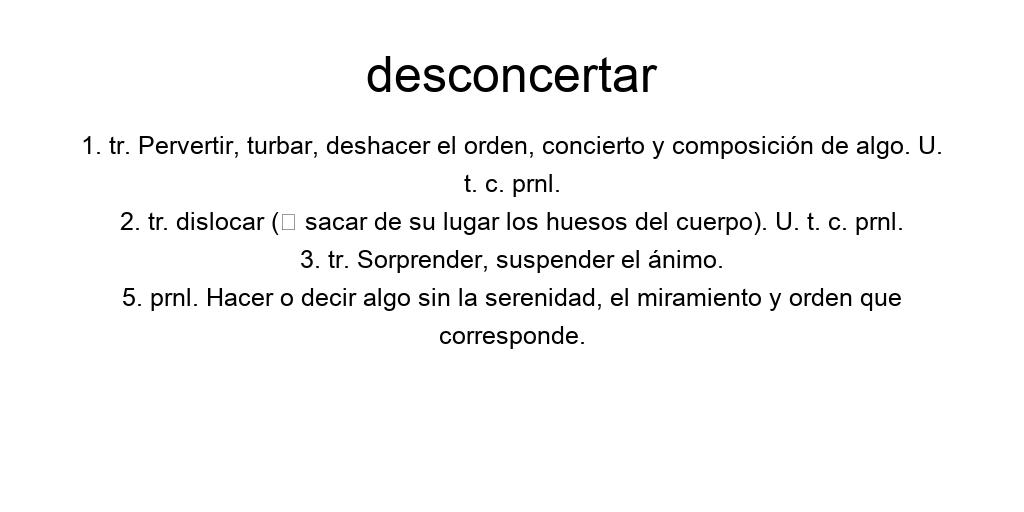 desconcertar
1. tr. Pervertir, turbar, deshacer el orden, concierto y composición de algo. U.
t. c. prnl.
2. tr. dislocar (□ sacar de su lugar los huesos del cuerpo). U. t. c. prnl.
3. tr. Sorprender, suspender el ánimo.
5. prnl. Hacer o decir algo sin la serenidad, el miramiento y orden que
corresponde.